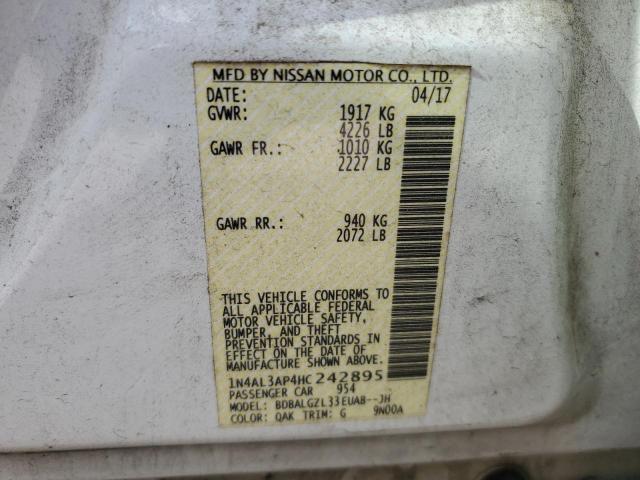 MFD BY NISSAN MOTOR CO., LTD.
DATE: 04/17
GVWR: 1917 KG
4226 LB
GAWR FR.: 1010 KG
2227 LB
GAWR RR.: 940 KG
2072 LB
THIS VEHICLE CONFORMS TO
ALL APPLICABLE FEDERAL
MOTOR VEHICLE SAFETY,
BUMPER, AND THEFT
PREVENTION STANDARDS IN
EFFECT ON THE DATE OF
MANUFACTURE SHOWN ABOVE.
1N4AL3AP4HC242895
PASSENGER CAR 954
MODEL: BDBALGZL33EUAB--JH
COLOR: QAK TRIM: G 9N00A